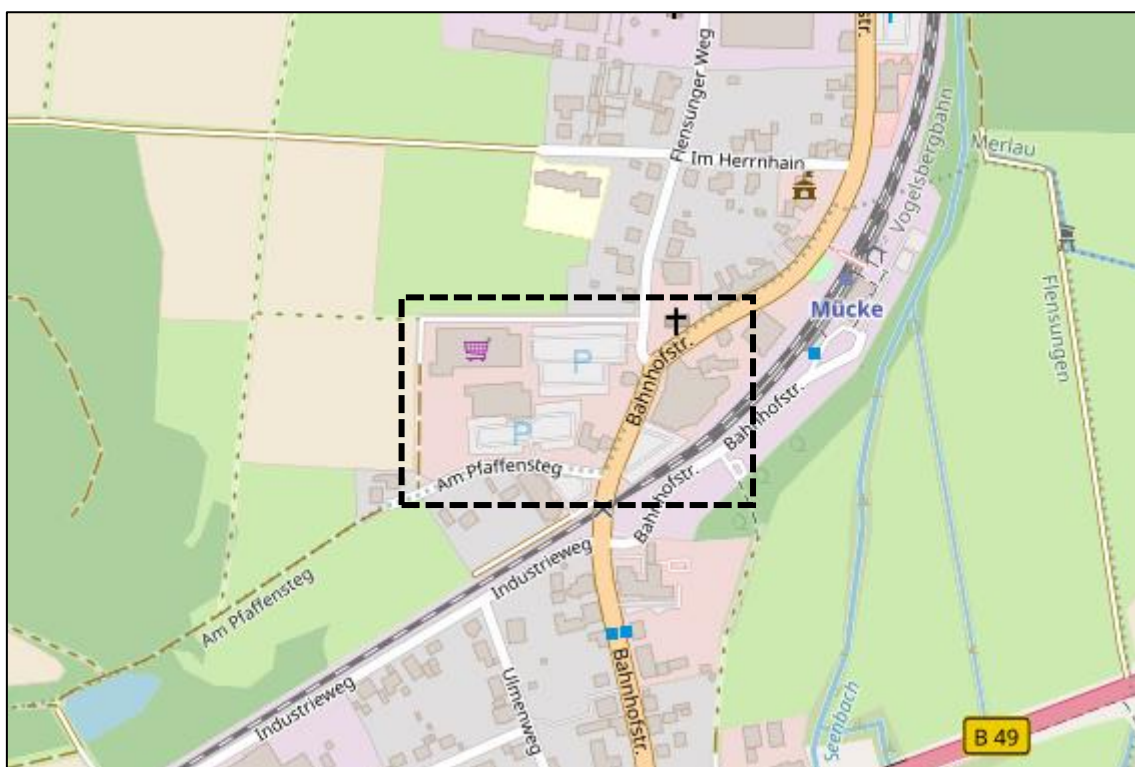 str.
Flensunger Weg
Im Herrnhain
Vogelsbergbahn
Merlau
Flensungen
Mücke
P
Bahnhofstr.
Bahnhofstr.
P
Am Pfaffensteg
Bahnhofstr.
Industrieweg
Am Pfaffensteg
Ulmenweg
Bahnhofstr.
Industrieweg
Seenbach
B 49